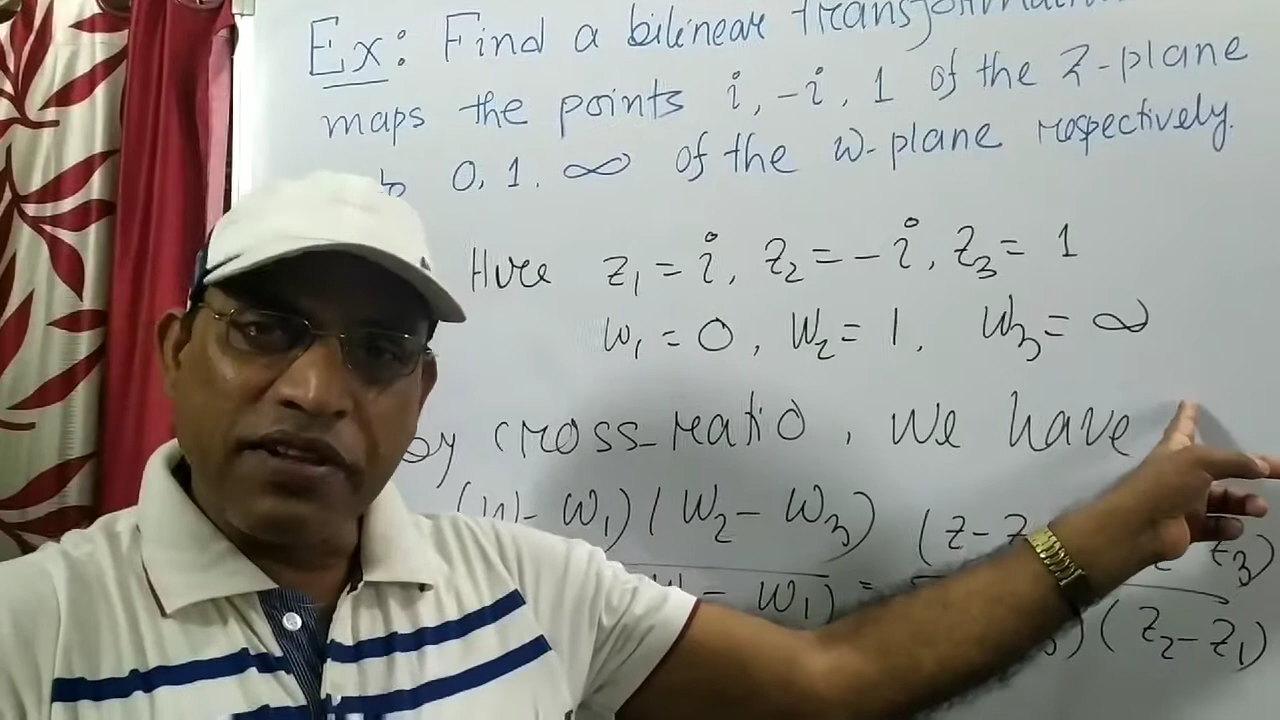 Ex: Find a bilinear transformation
maps the points i, -i, 1 of the Z-plane
0, 1, ∞ of the w-plane respectively.
Here z₁ = i, z₂ = -i, z₃ = 1
w₁ = 0, w₂ = 1, w₃ = ∞
By cross-ratio, we have
(w - w₁)(w₂ - w₃) (z - z z₃)
- w₁) = )(z₂ - z₁)